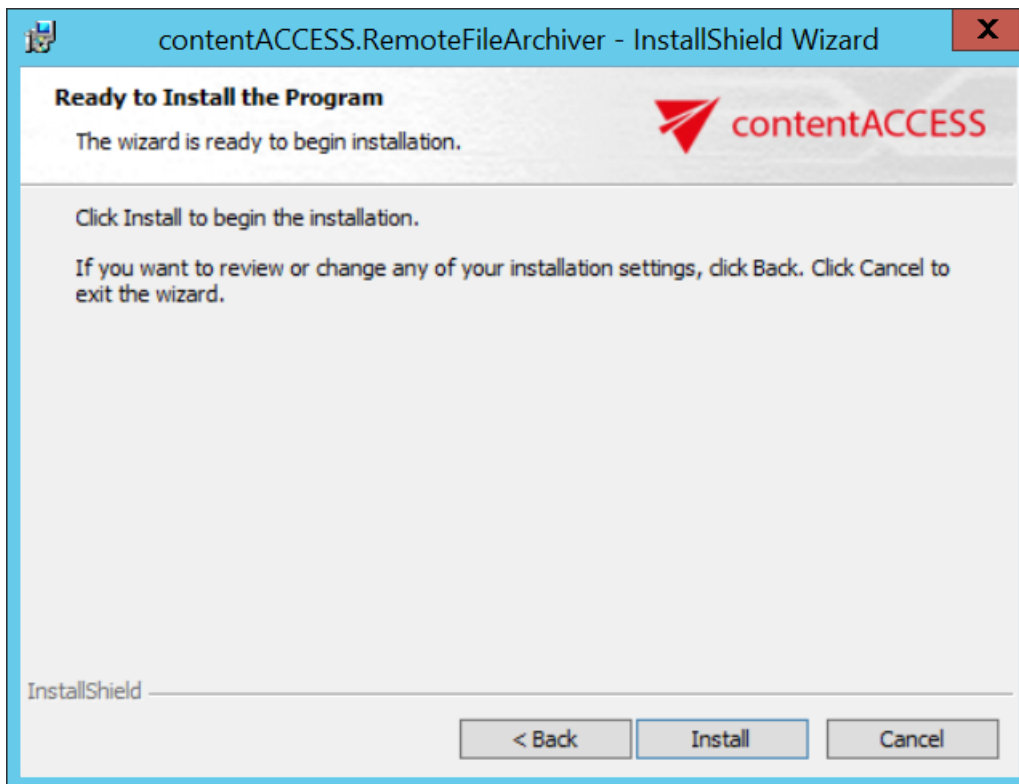 contentACCESS.RemoteFileArchiver - InstallShield Wizard
X
Ready to Install the Program
The wizard is ready to begin installation.
contentACCESS
Click Install to begin the installation.
If you want to review or change any of your installation settings, click Back. Click Cancel to
exit the wizard.
InstallShield
< Back
Install
Cancel